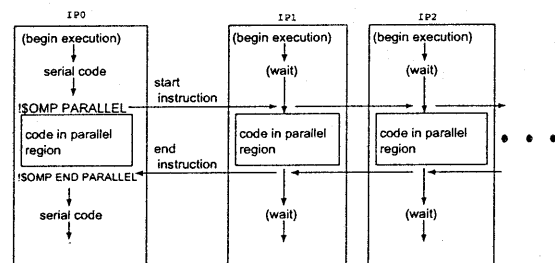 IP0
(begin execution)
serial code
!$OMP PARALLEL
code in parallel
region
!$OMP END PARALLEL
serial code
start
instruction
end
instruction
IP1
(begin execution)
(wait)
code in parallel
region
(wait)
IP2
(begin execution)
(wait)
code in parallel
region
(wait)